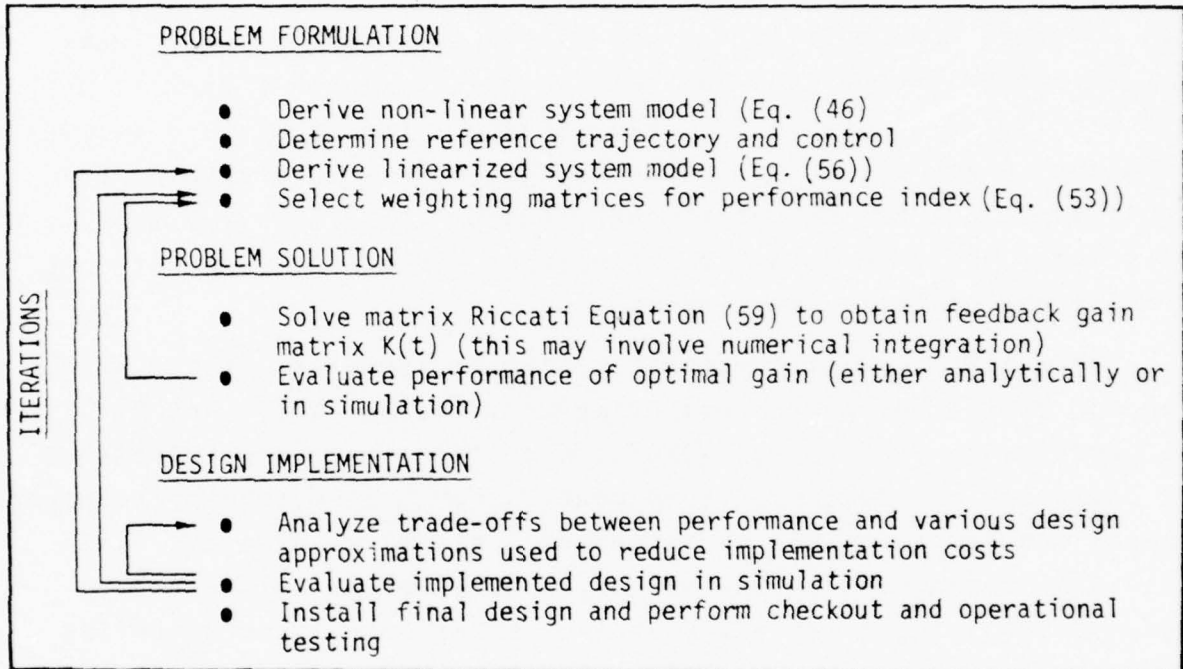 PROBLEM FORMULATION
● Derive non-linear system model (Eq. (46)
● Determine reference trajectory and control
● Derive linearized system model (Eq. (56))
● Select weighting matrices for performance index (Eq. (53))
PROBLEM SOLUTION
● Solve matrix Riccati Equation (59) to obtain feedback gain
matrix K(t) (this may involve numerical integration)
● Evaluate performance of optimal gain (either analytically or
in simulation)
DESIGN IMPLEMENTATION
● Analyze trade-offs between performance and various design
approximations used to reduce implementation costs
● Evaluate implemented design in simulation
● Install final design and perform checkout and operational
testing
ITERATIONS